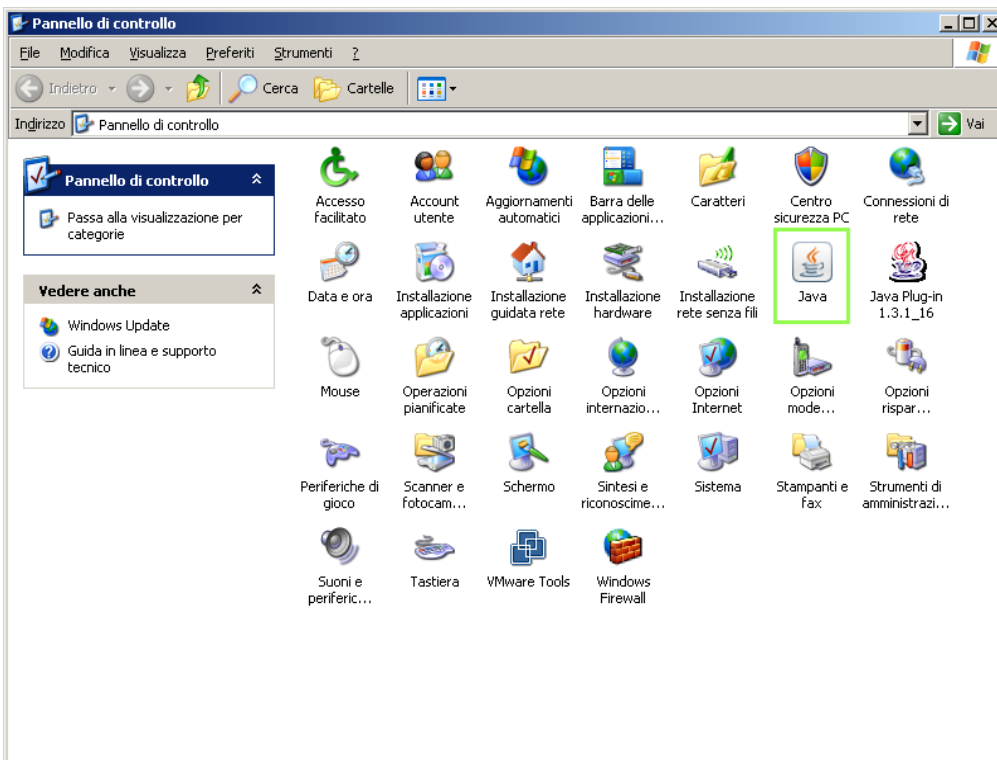 Pannello di controllo
File Modifica Visualizza Preferiti Strumenti ?
Indietro Cerca Cartelle
Indirizzo Pannello di controllo Vai
Pannello di controllo
Passa alla visualizzazione per
categorie
Vedere anche
Windows Update
Guida in linea e supporto
tecnico
Accesso
facilitato
Account
utente
Aggiornamenti
automatici
Barra delle
applicazioni...
Caratteri
Centro
sicurezza PC
Connessioni di
rete
Data e ora
Installazione
applicazioni
Installazione
guidata rete
Installazione
hardware
Installazione
rete senza fili
Java
Java Plug-in
1.3.1_16
Mouse
Operazioni
pianificate
Opzioni
cartella
Opzioni
internazio...
Opzioni
Internet
Opzioni
mode...
Opzioni
rispar...
Periferiche di
gioco
Scanner e
fotocam...
Schermo
Sintesi e
riconoscime...
Sistema
Stampanti e
fax
Strumenti di
amministrazi...
Suoni e
periferic...
Tastiera
VMware Tools
Windows
Firewall